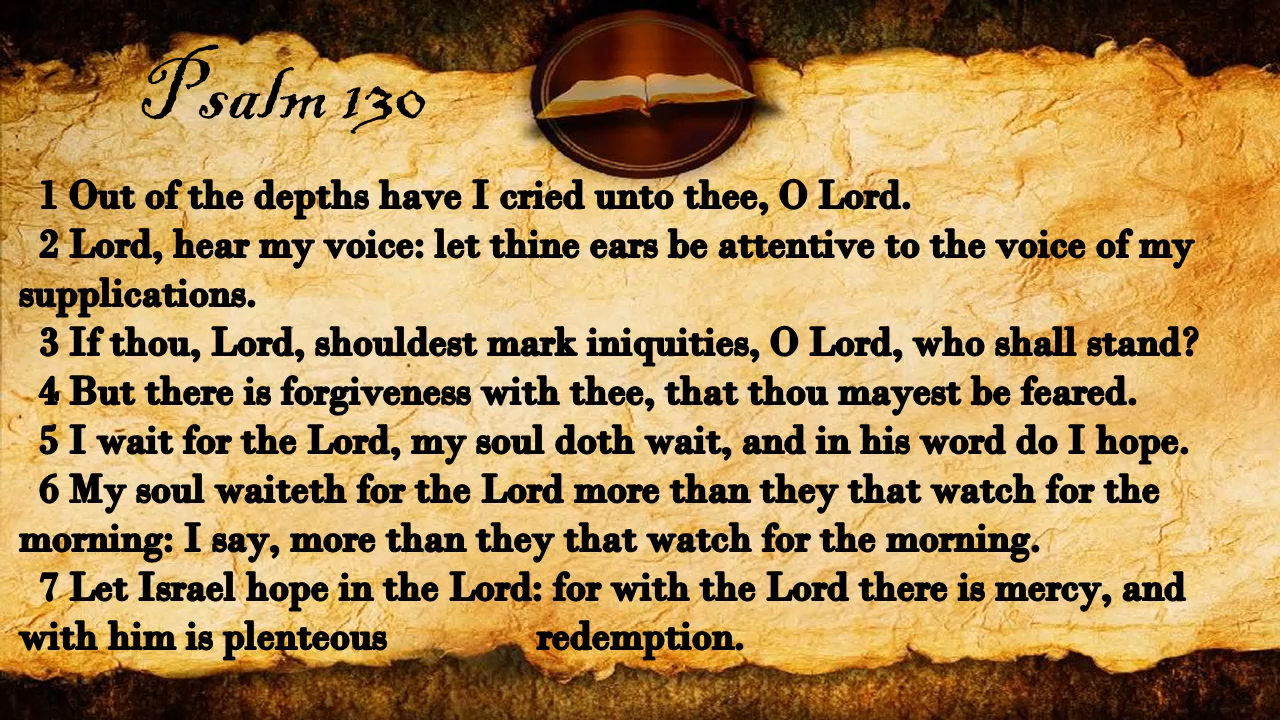 Psalm 130
1 Out of the depths have I cried unto thee, O Lord.
2 Lord, hear my voice: let thine ears be attentive to the voice of my
supplications.
3 If thou, Lord, shouldest mark iniquities, O Lord, who shall stand?
4 But there is forgiveness with thee, that thou mayest be feared.
5 I wait for the Lord, my soul doth wait, and in his word do I hope.
6 My soul waiteth for the Lord more than they that watch for the
morning: I say, more than they that watch for the morning.
7 Let Israel hope in the Lord: for with the Lord there is mercy, and
with him is plenteous redemption.